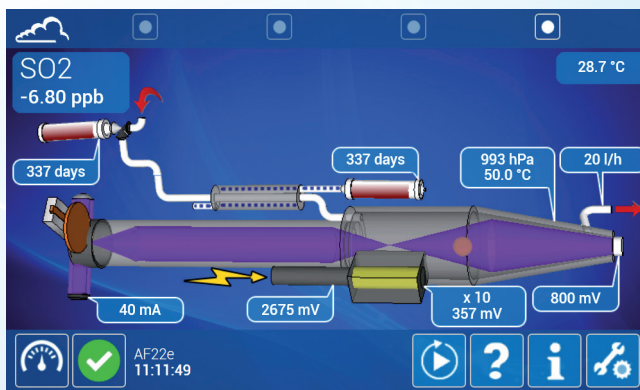 SO2
-6.80 ppb
28.7 °C
337 days
337 days
993 hPa
50.0 °C
20 l/h
40 mA
2675 mV
x 10
357 mV
800 mV
AF22e
11:11:49
?
i